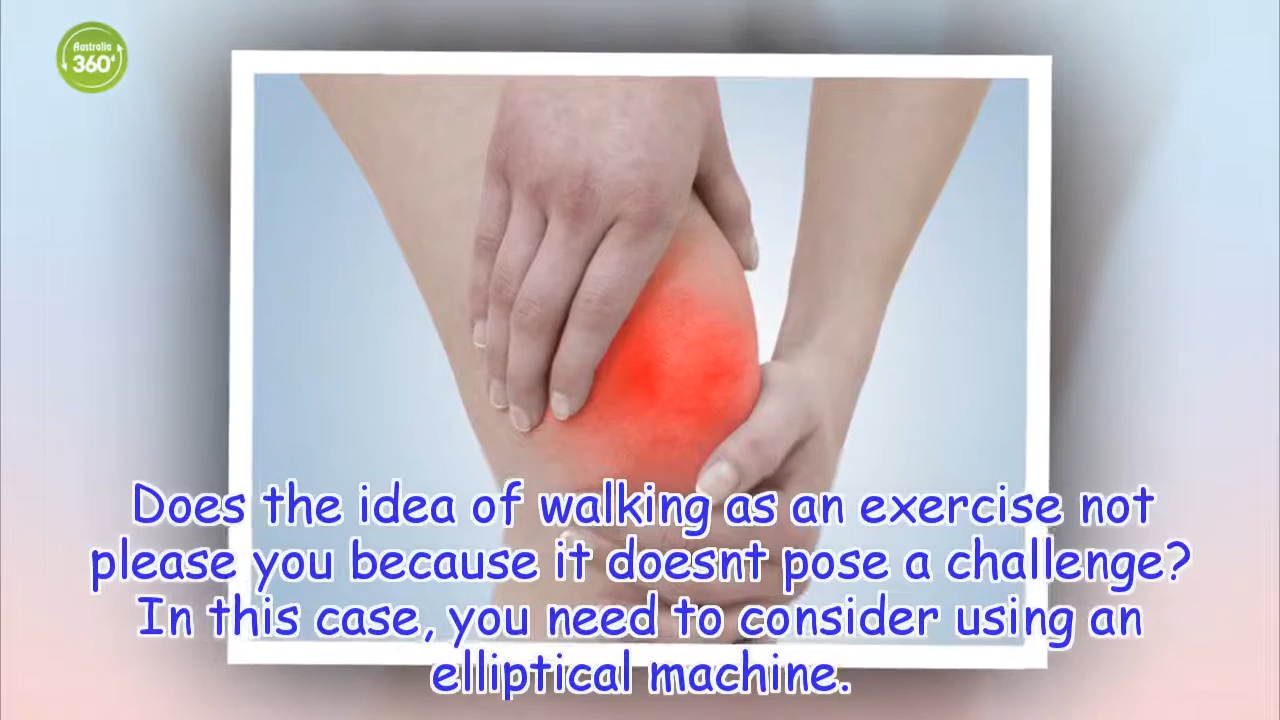 Australia
360°
Does the idea of walking as an exercise not
please you because it doesnt pose a challenge?
In this case, you need to consider using an
elliptical machine.